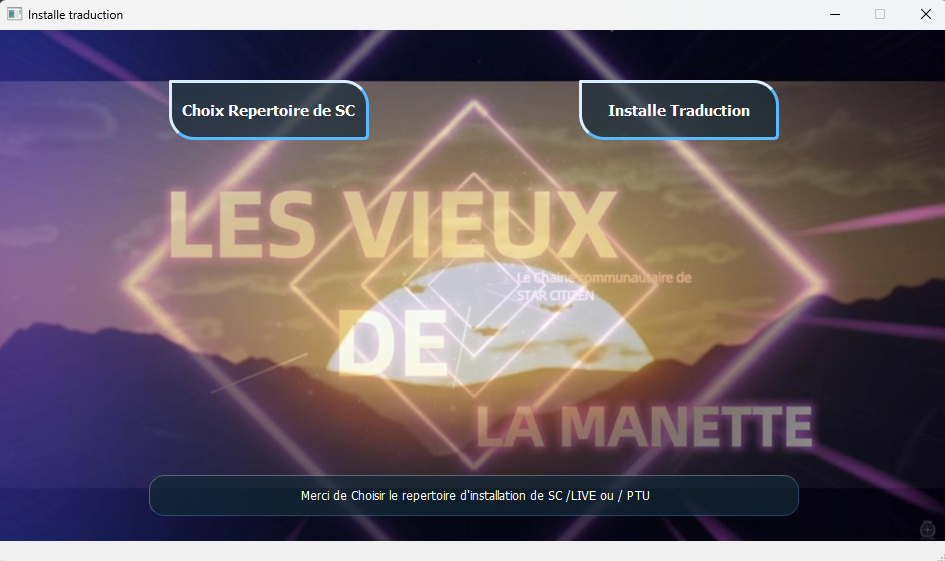 Installe traduction
Choix Repertoire de SC
Installe Traduction
LES VIEUX
Le Chaine communautaire de
STAR CITIZEN
DE
LA MANETTE
Merci de Choisir le repertoire d'installation de SC /LIVE ou / PTU